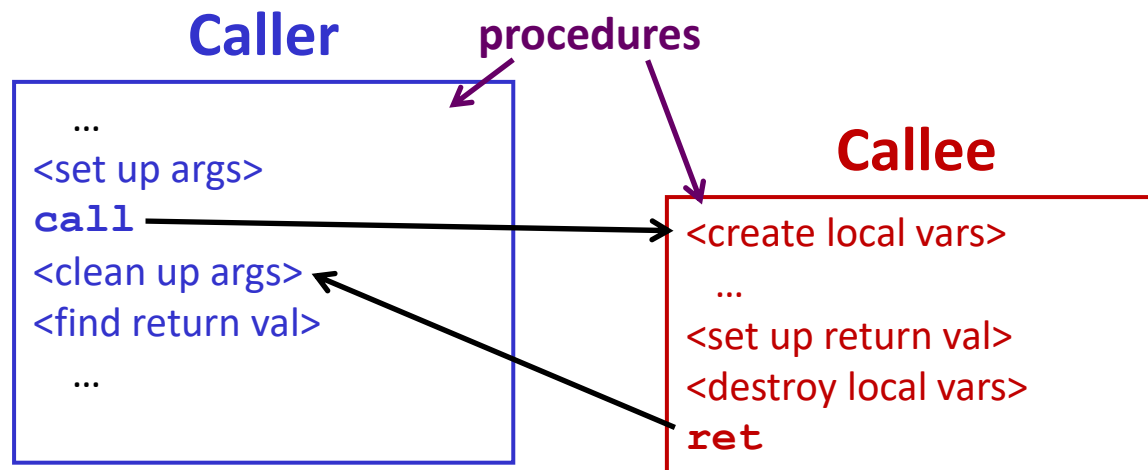 Caller
procedures
...
<set up args>
call
<clean up args>
<find return val>
...
Callee
<create local vars>
...
<set up return val>
<destroy local vars>
ret